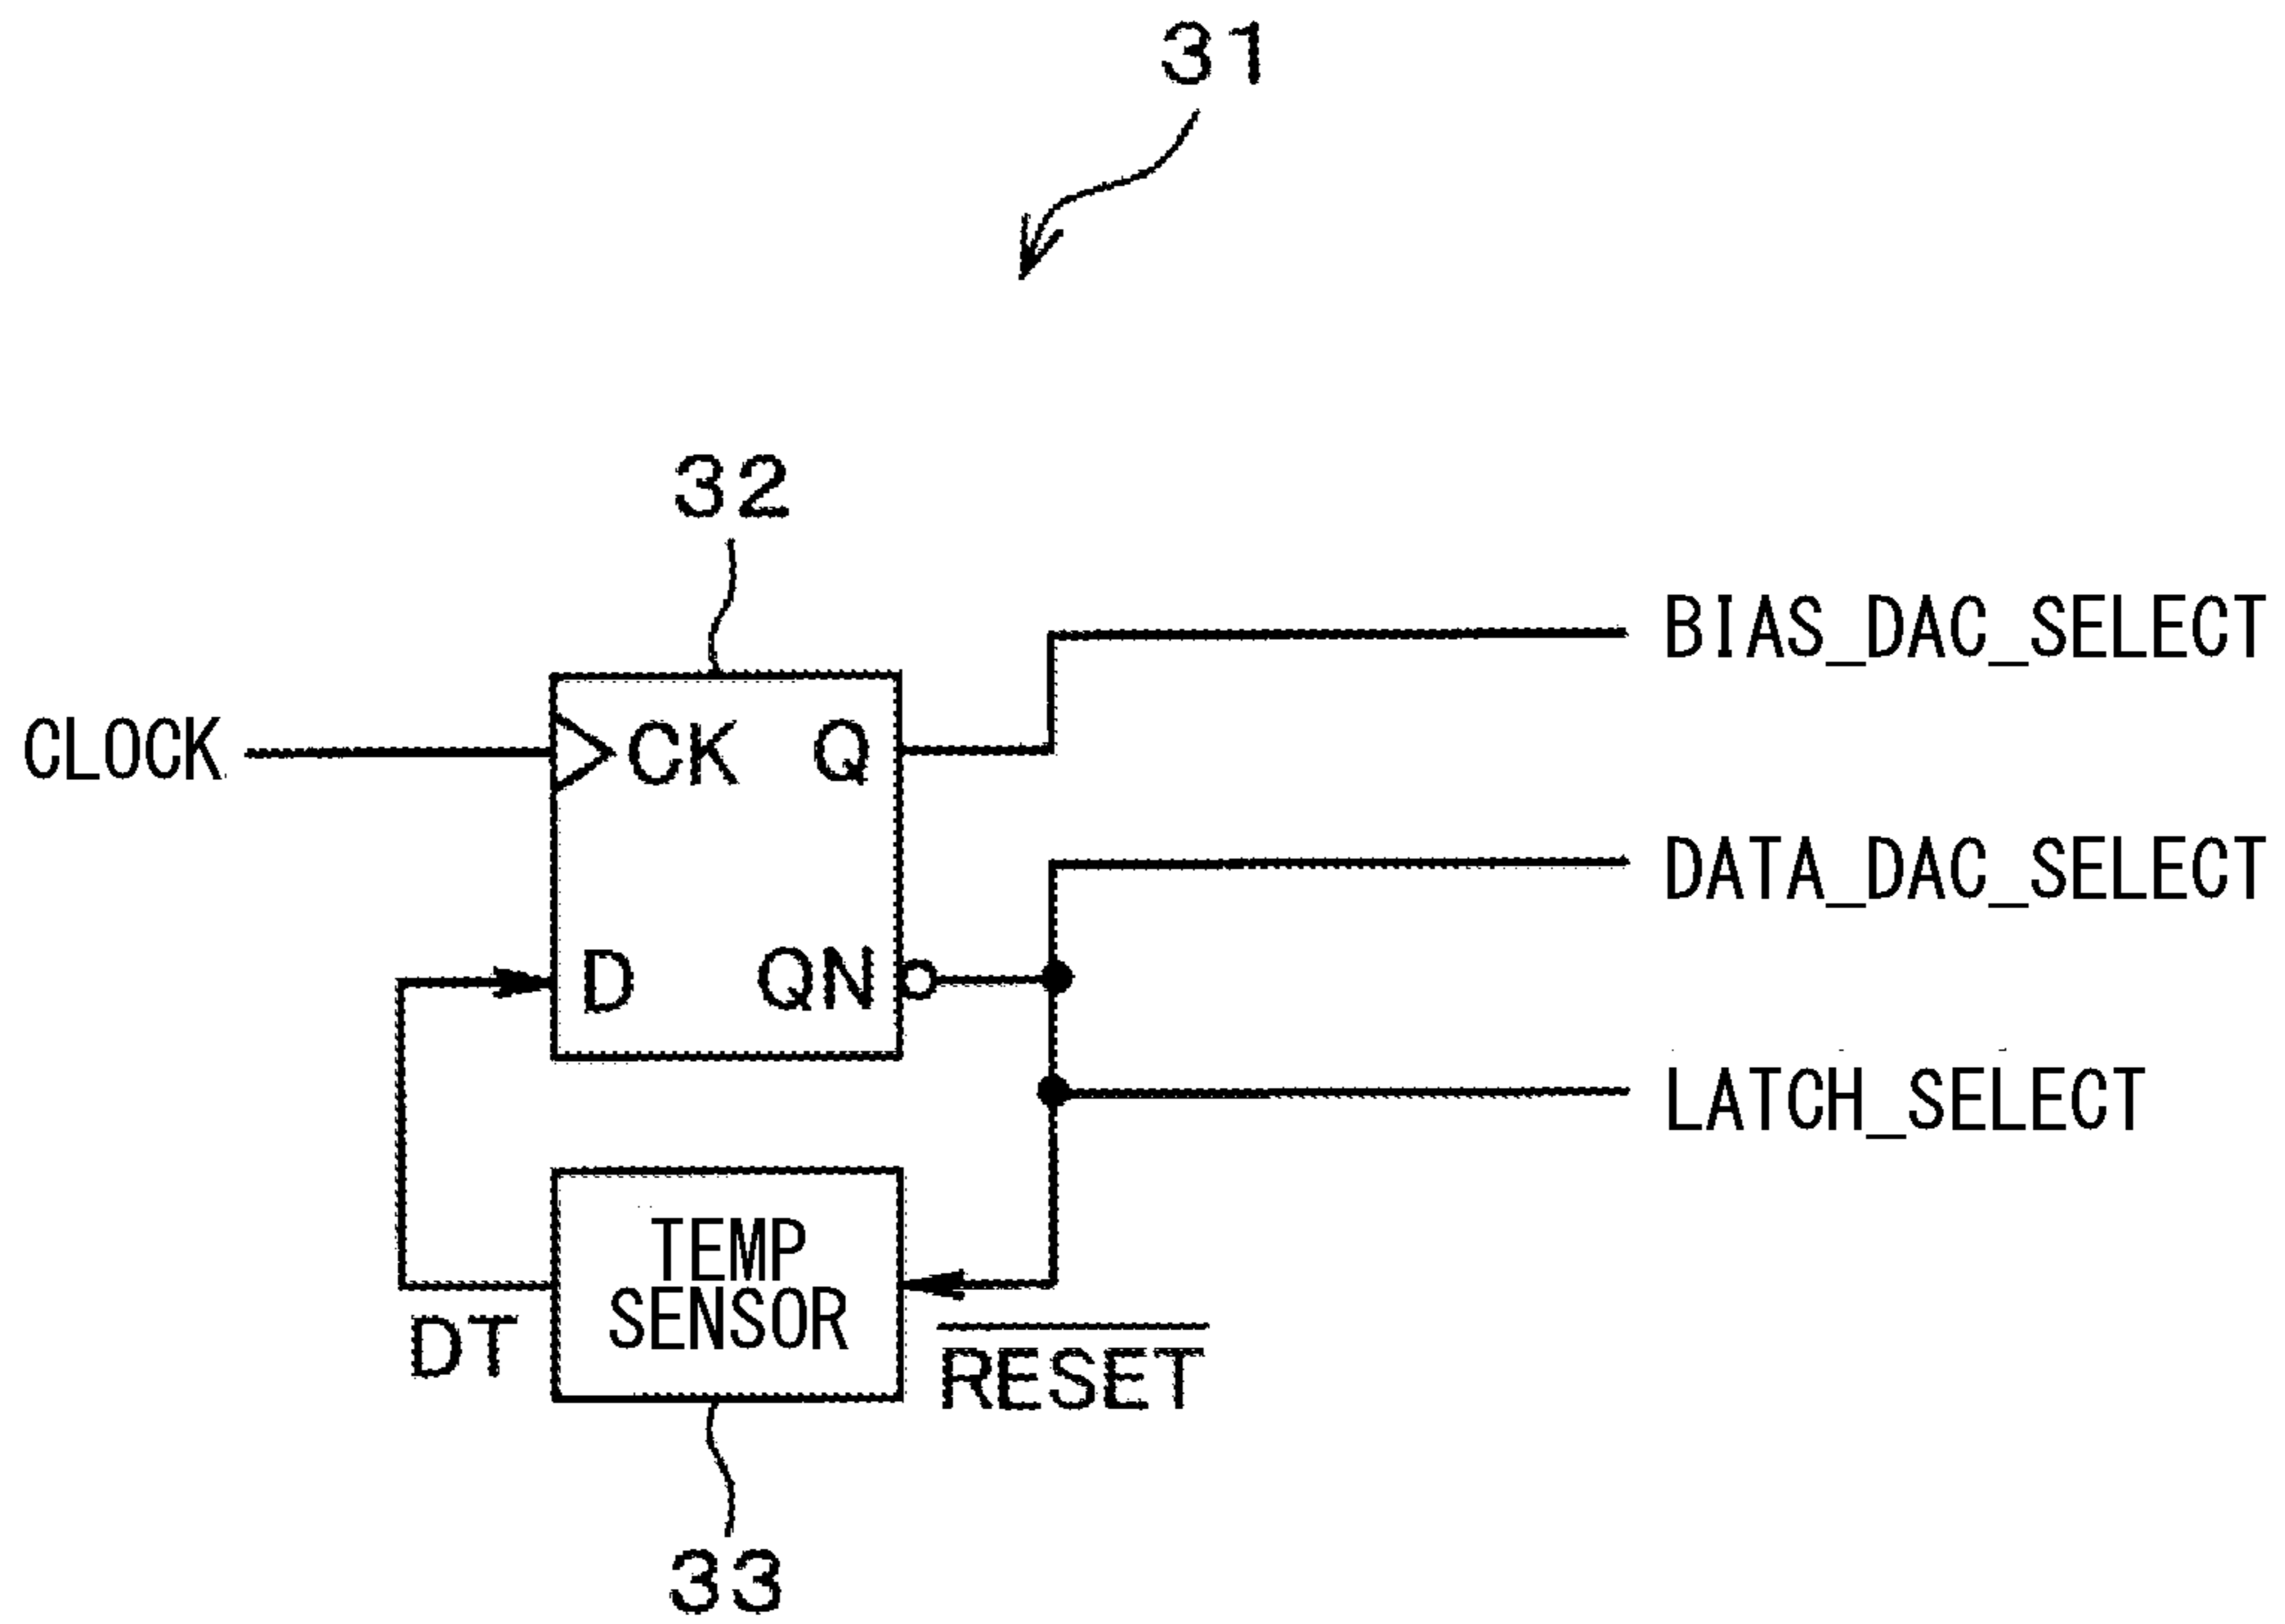 31
32
BIAS_DAC_SELECT
CLOCK
CK Q
DATA_DAC_SELECT
D QN
LATCH_SELECT
TEMP
SENSOR
DT
RESET
33